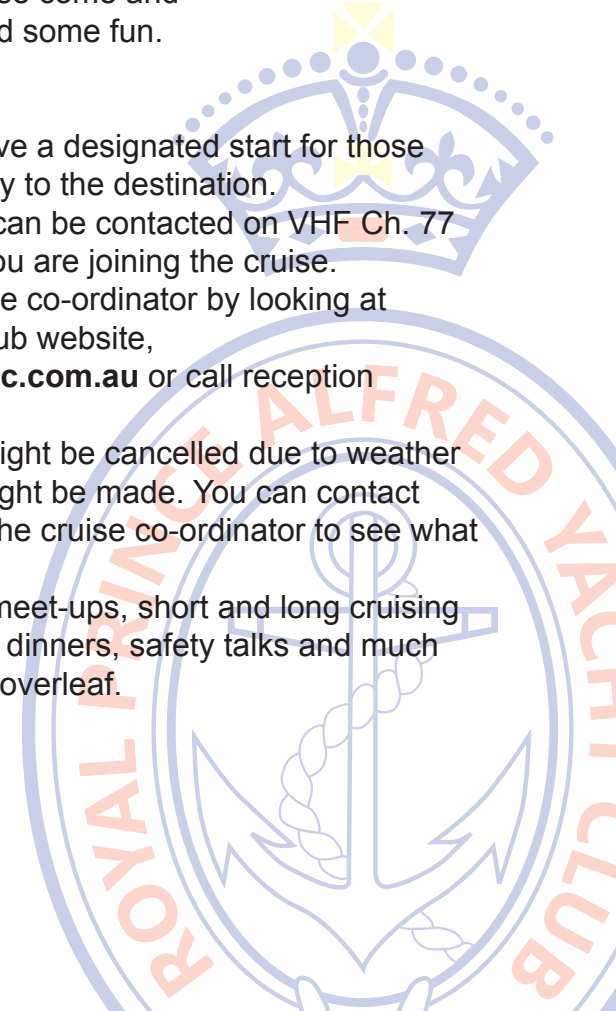 d some fun.
ve a designated start for those
y to the destination.
can be contacted on VHF Ch. 77
ou are joining the cruise.
e co-ordinator by looking at
ub website,
c.com.au or call reception
ight be cancelled due to weather
ght be made. You can contact
he cruise co-ordinator to see what
meet-ups, short and long cruising
dinners, safety talks and much
overleaf.
ROYAL PRINCE ALFRED YACHT CLUB